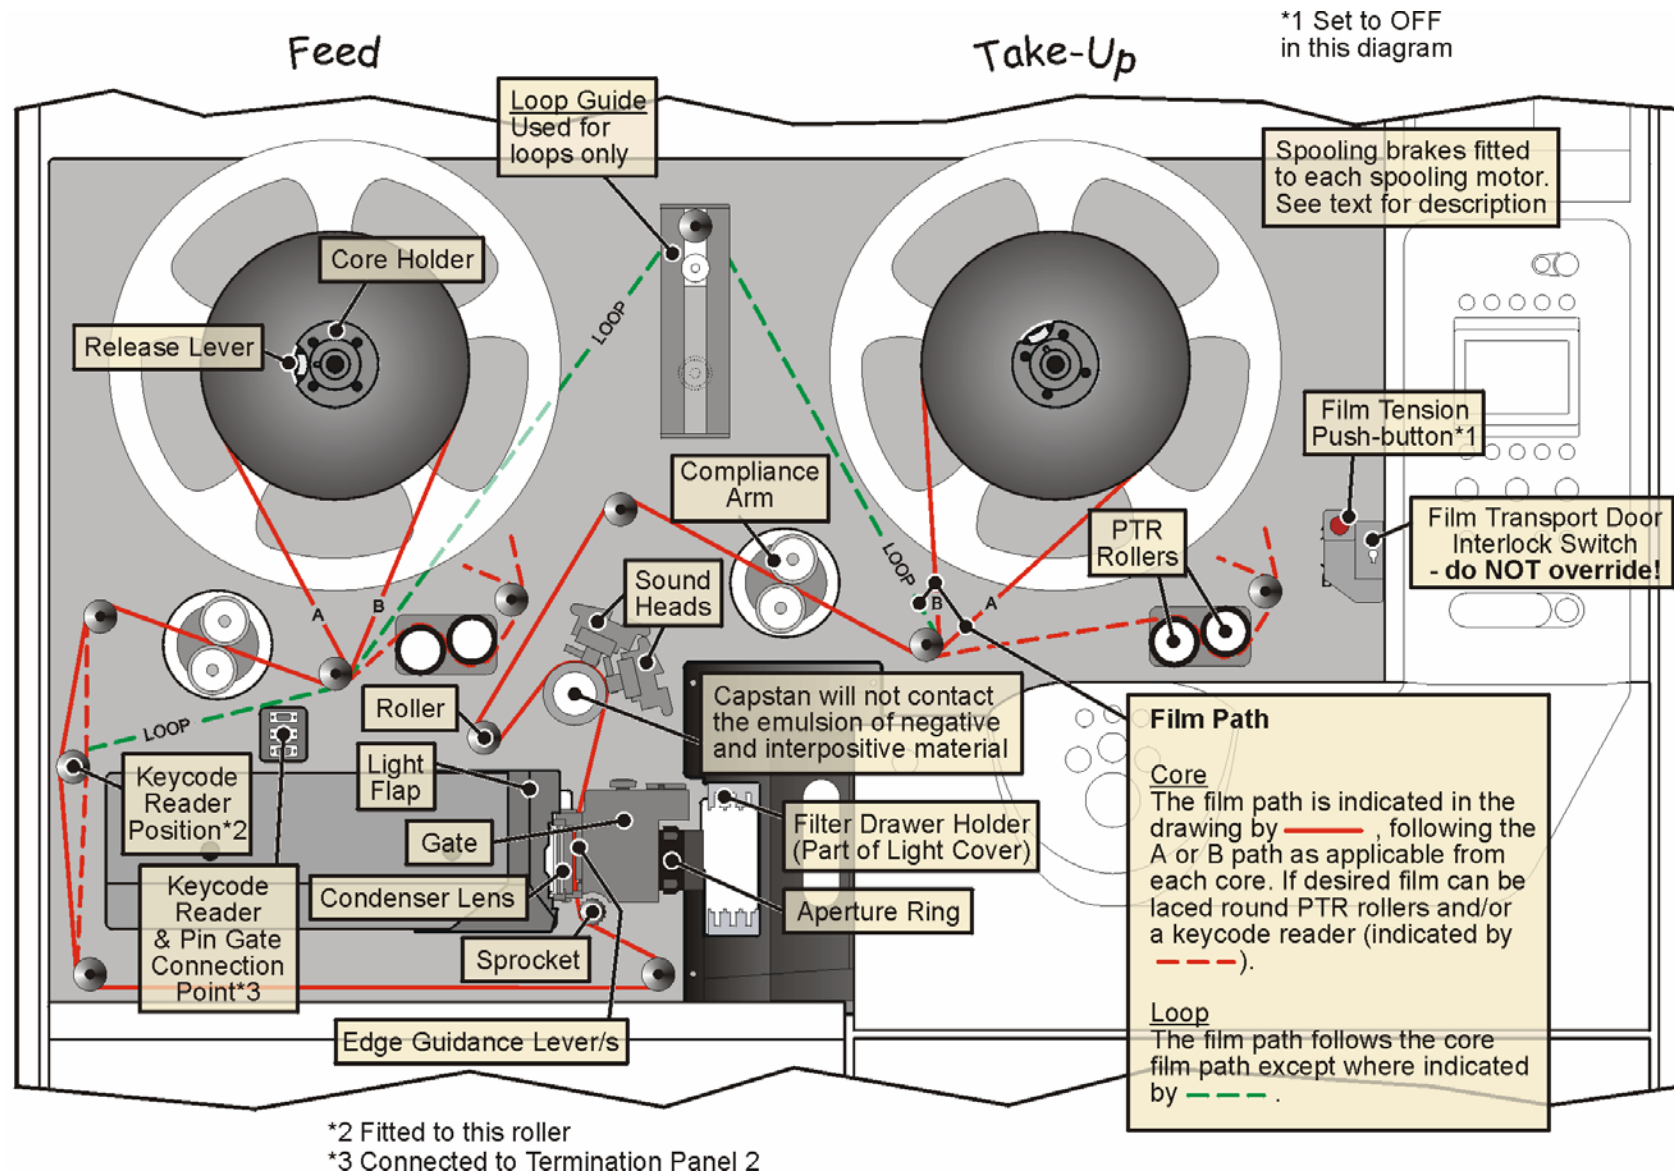 Feed
Take-Up
*1 Set to OFF
in this diagram
Loop Guide
Used for
loops only
Spooling brakes fitted
to each spooling motor.
See text for description
Core Holder
Release Lever
LOOP
Film Tension
Push-button*1
Compliance
Arm
PTR
Rollers
Film Transport Door
Interlock Switch
- do NOT override!
LOOP
Sound
Heads
A
B
B
A
Roller
Capstan will not contact
the emulsion of negative
and interpositive material
LOOP
Keycode
Reader
Position*2
Light
Flap
Gate
Filter Drawer Holder
(Part of Light Cover)
Condenser Lens
Keycode
Reader
& Pin Gate
Connection
Point*3
Aperture Ring
Sprocket
Edge Guidance Lever/s
Film Path
Core
The film path is indicated in the
drawing by , following the
A or B path as applicable from
each core. If desired film can be
laced round PTR rollers and/or
a keycode reader (indicated by
).
Loop
The film path follows the core
film path except where indicated
by .
*2 Fitted to this roller
*3 Connected to Termination Panel 2